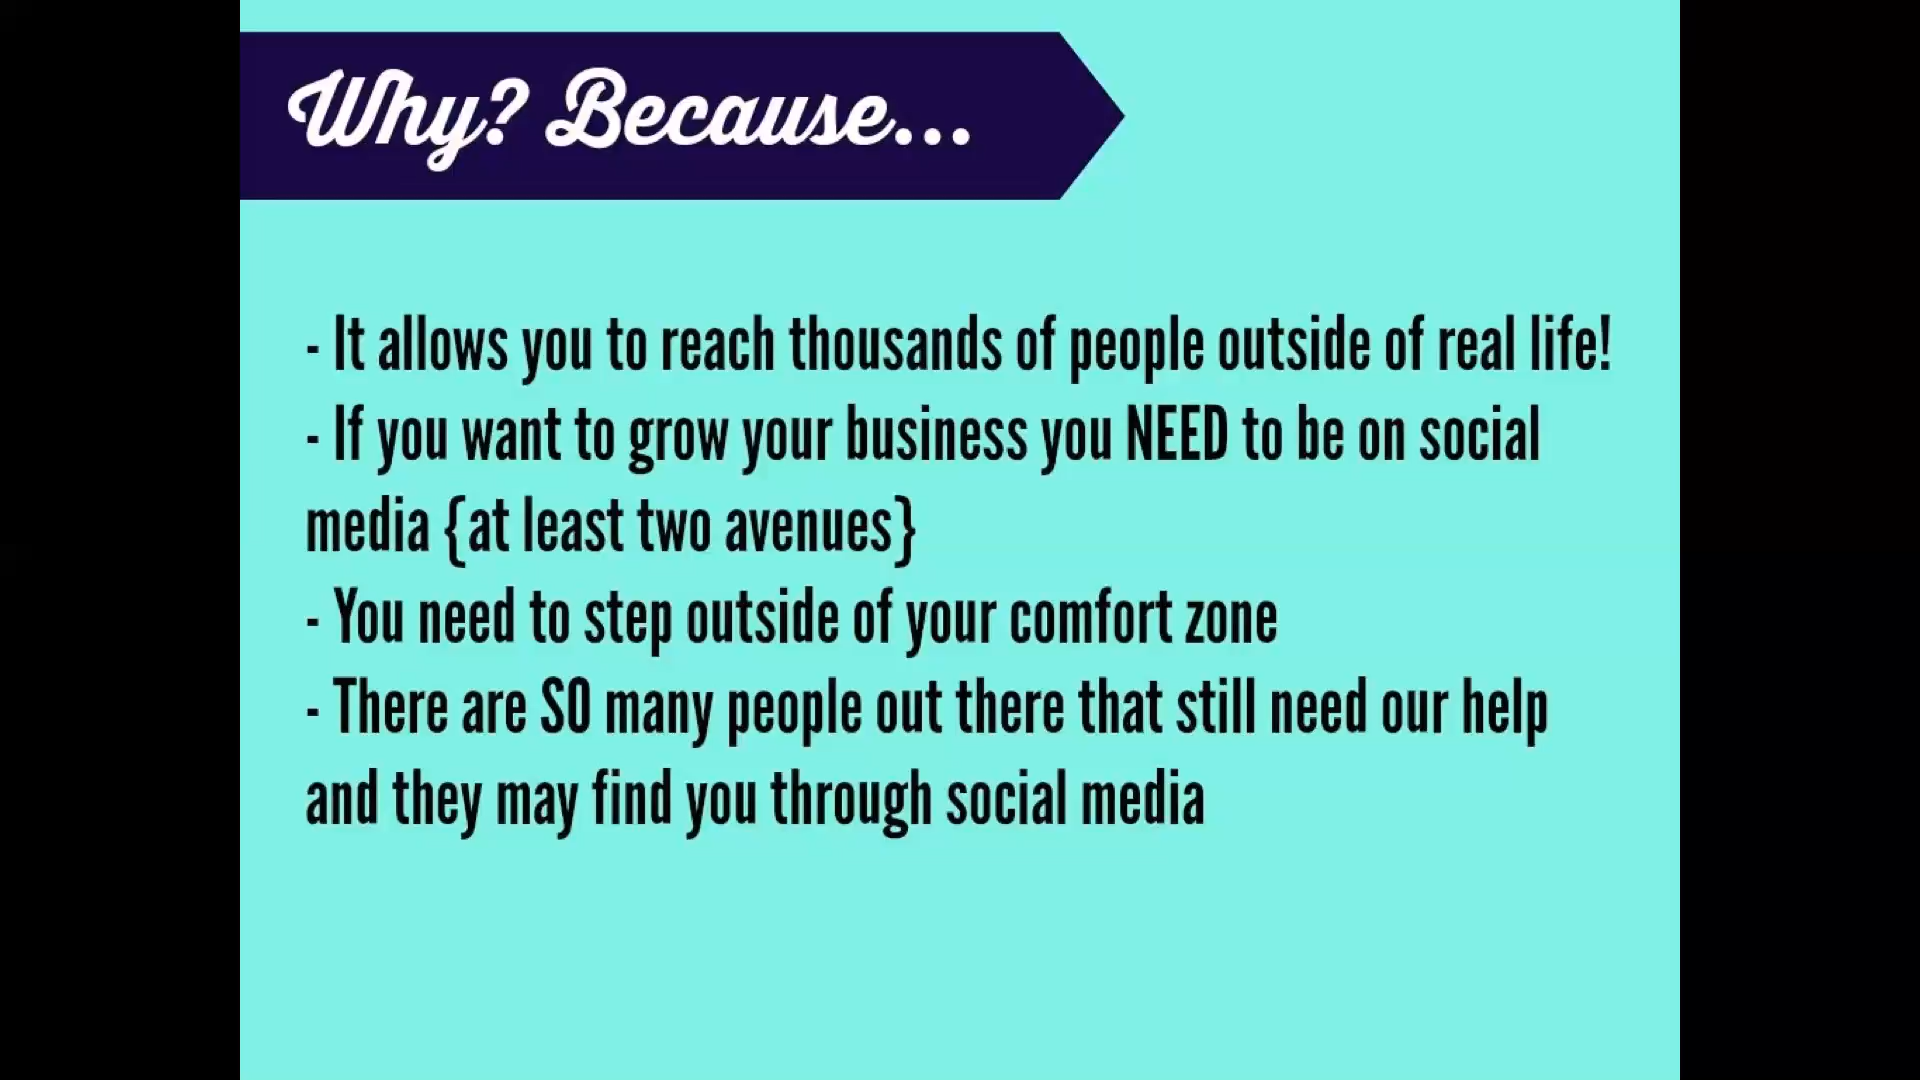 Why? Because...
- It allows you to reach thousands of people outside of real life!
- If you want to grow your business you NEED to be on social
media {at least two avenues}
- You need to step outside of your comfort zone
- There are SO many people out there that still need our help
and they may find you through social media